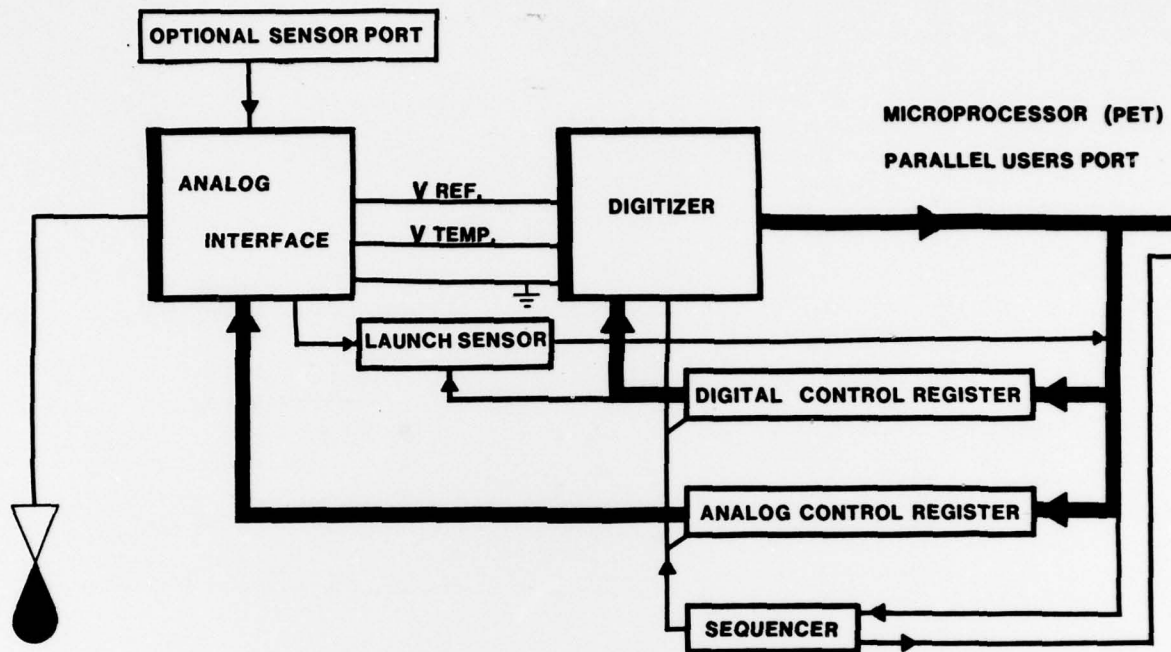 OPTIONAL SENSOR PORT
MICROPROCESSOR (PET)
PARALLEL USERS PORT
ANALOG
INTERFACE
V REF.
V TEMP.
DIGITIZER
LAUNCH SENSOR
DIGITAL CONTROL REGISTER
ANALOG CONTROL REGISTER
SEQUENCER